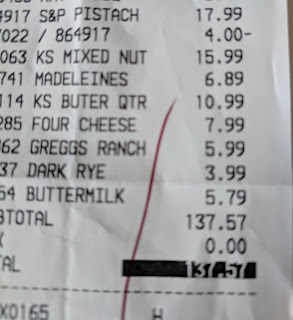 4917 S&P PISTACH 17.99
7022 / 864917 4.00-
063 KS MIXED NUT 15.99
741 MADELEINES 6.89
114 KS BUTER QTR 10.99
285 FOUR CHEESE 7.99
362 GREGGS RANCH 5.99
37 DARK RYE 3.99
54 BUTTERMILK 5.79
BTOTAL 137.57
X 0.00
TAL 137.57
X0165 H